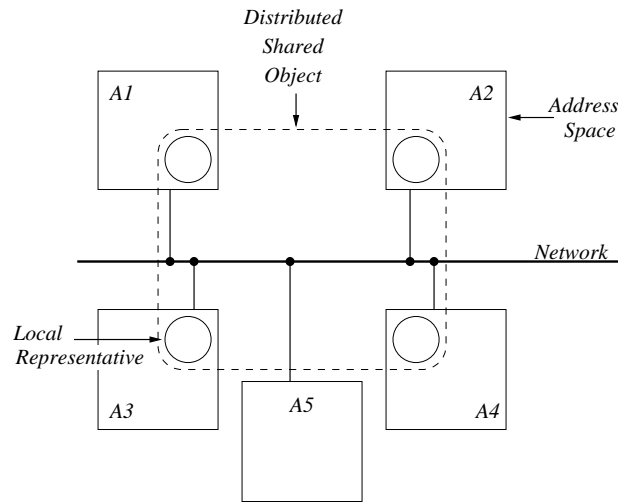 Distributed
Shared
Object
A1
A2
Address
Space
Network
Local
Representative
A3
A5
A4